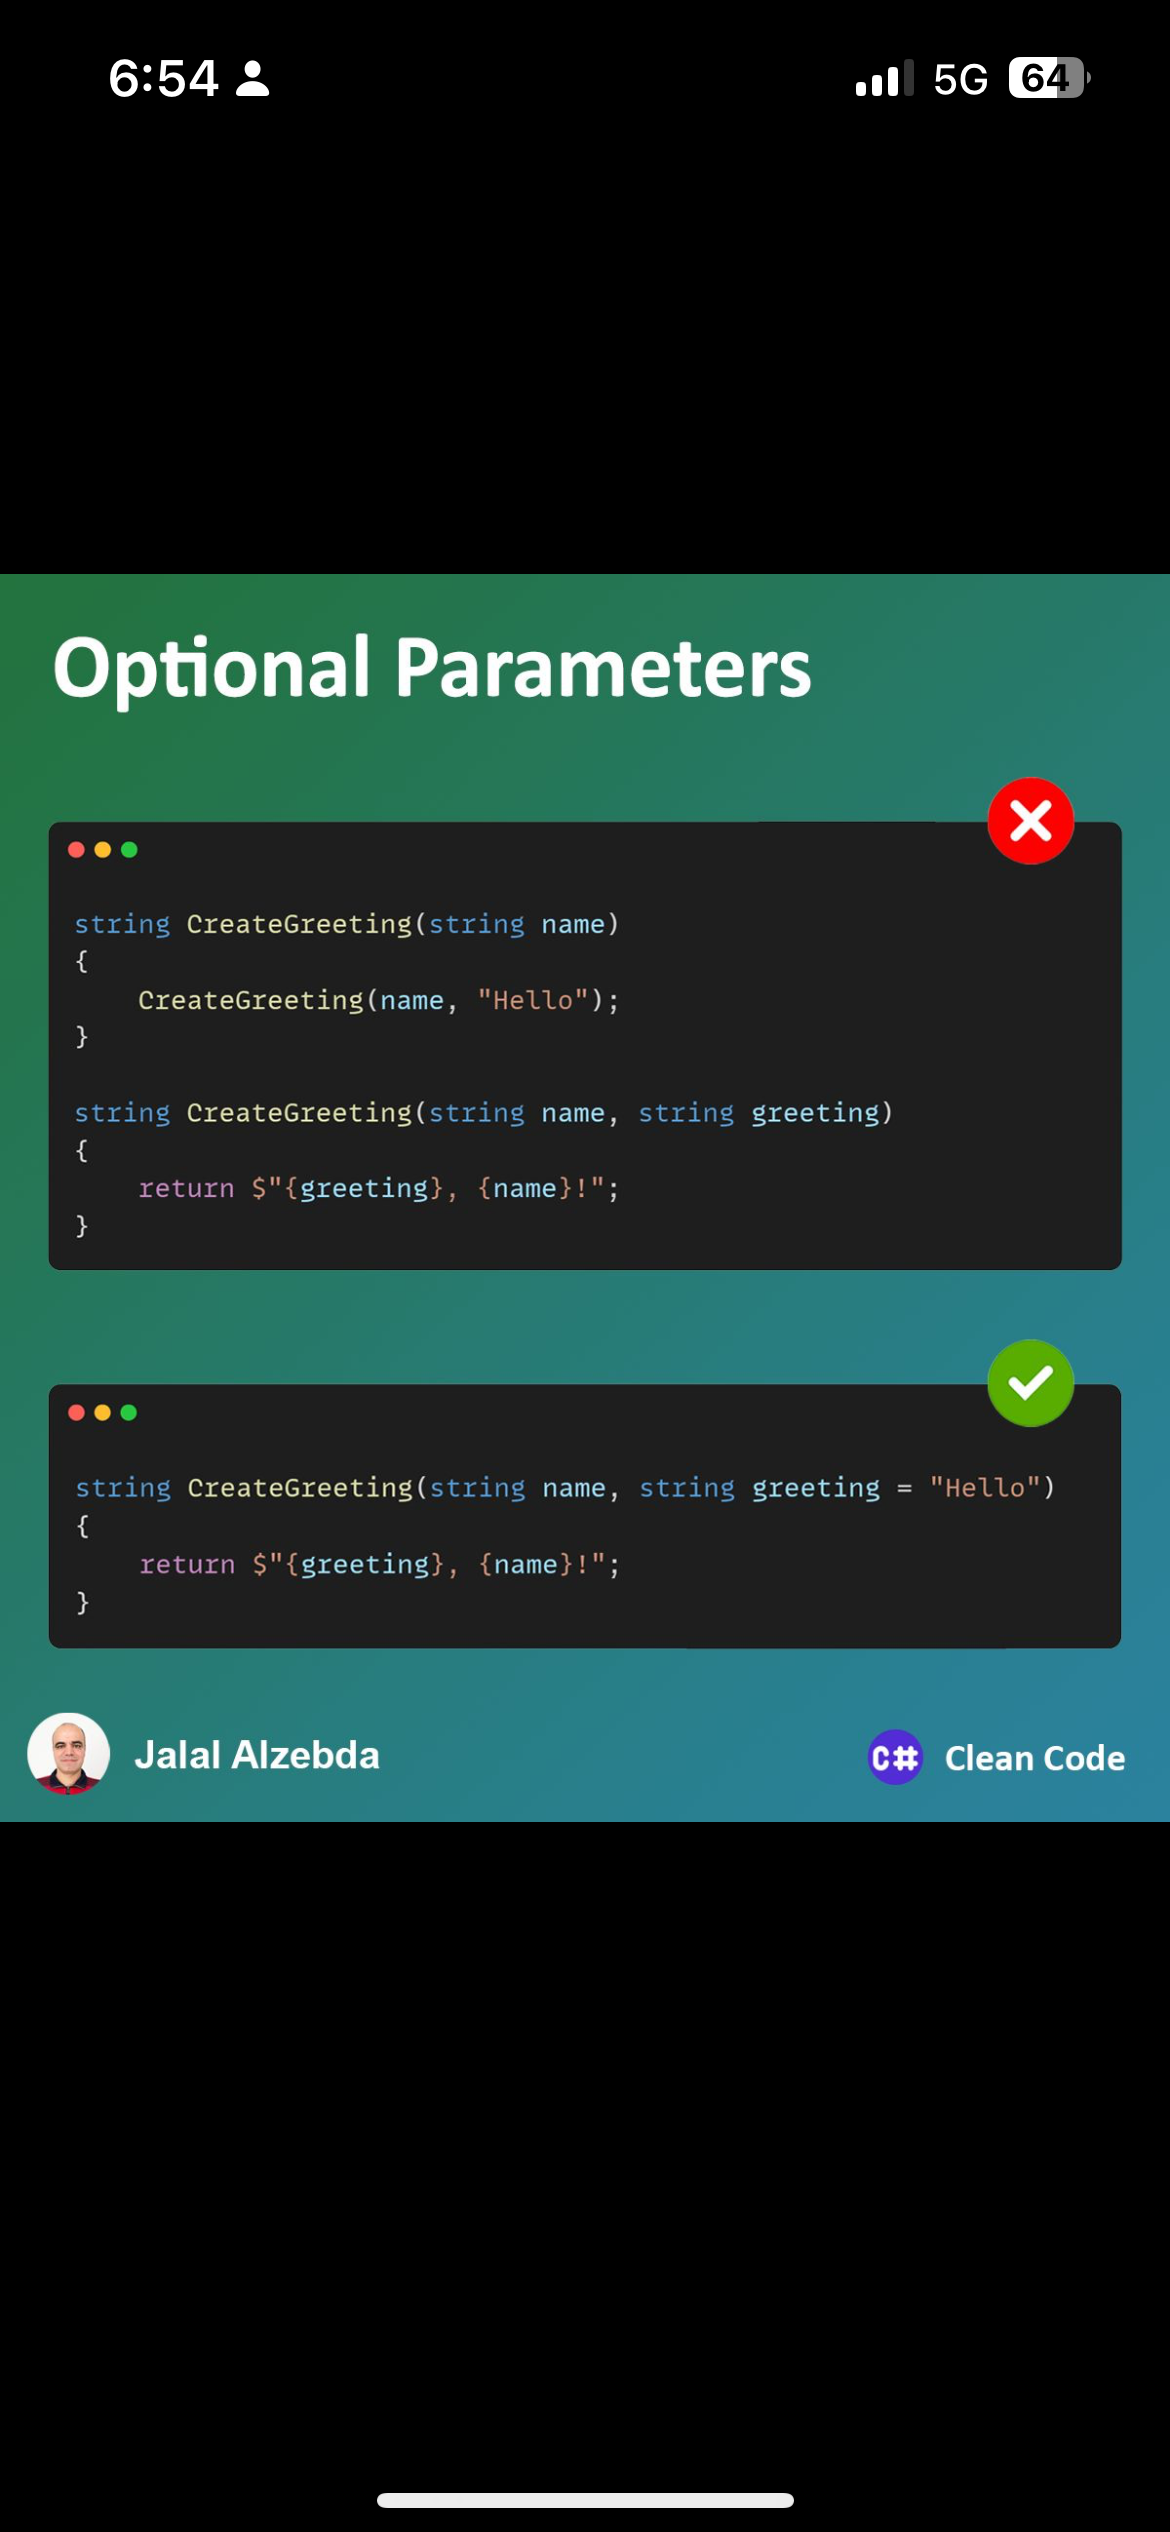 6:54 5G 64
Optional Parameters
string CreateGreeting(string name)
{
    CreateGreeting(name, "Hello");
}
string CreateGreeting(string name, string greeting)
{
    return $"{greeting}, {name}!";
}
string CreateGreeting(string name, string greeting = "Hello")
{
    return $"{greeting}, {name}!";
}
Jalal Alzebda C# Clean Code